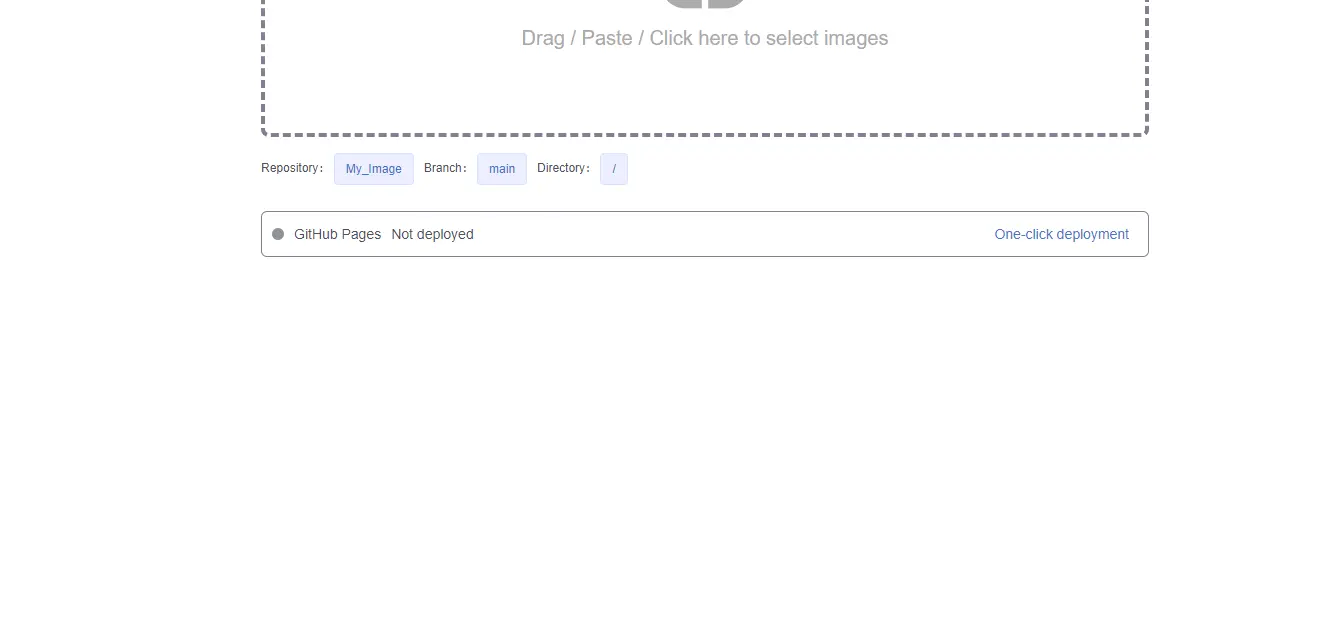 Drag / Paste / Click here to select images
Repository: My_Image Branch: main Directory: /
GitHub Pages Not deployed One-click deployment